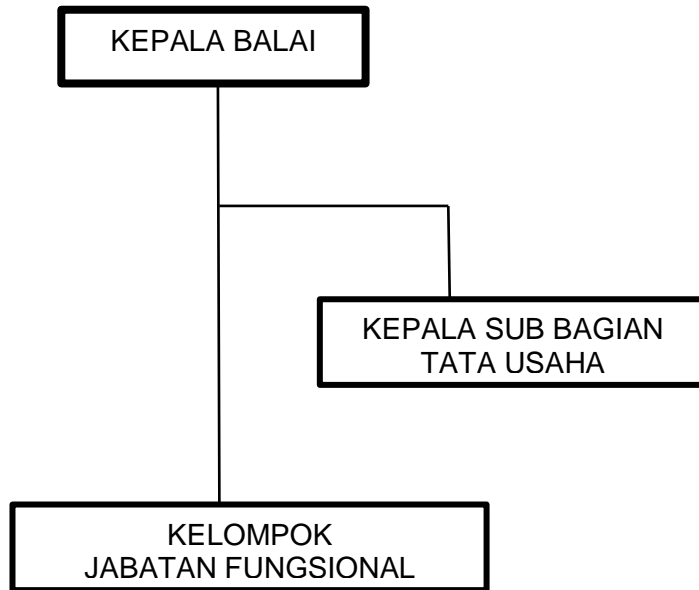 KEPALA BALAI
KEPALA SUB BAGIAN
TATA USAHA
KELOMPOK
JABATAN FUNGSIONAL